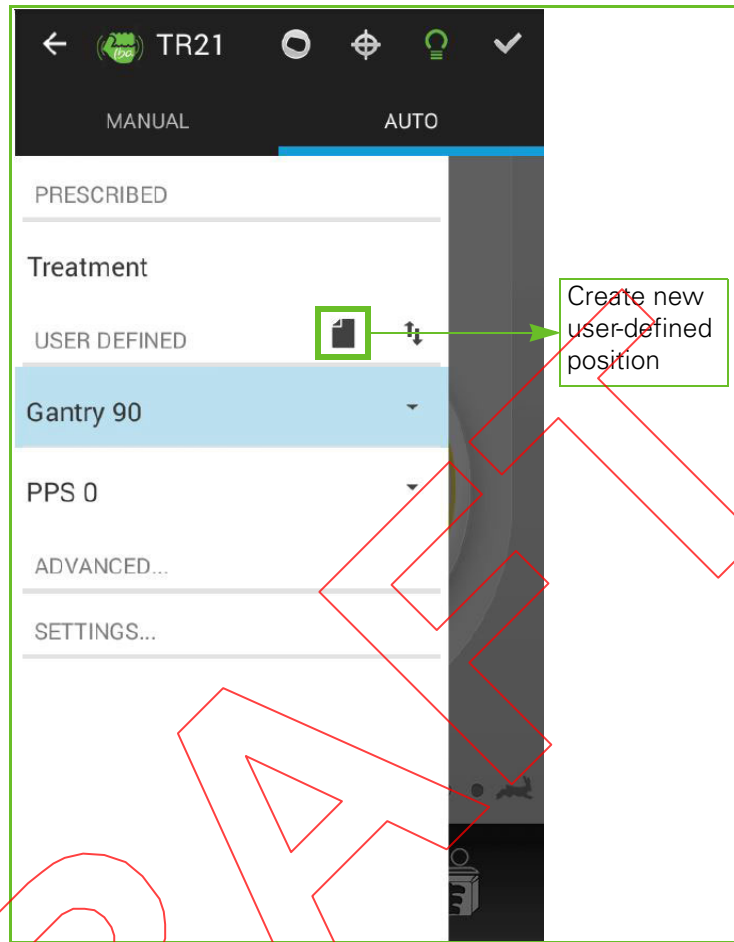 TR21
MANUAL
AUTO
PRESCRIBED
Treatment
USER DEFINED
Create new
user-defined
position
Gantry 90
PPS 0
ADVANCED...
SETTINGS...